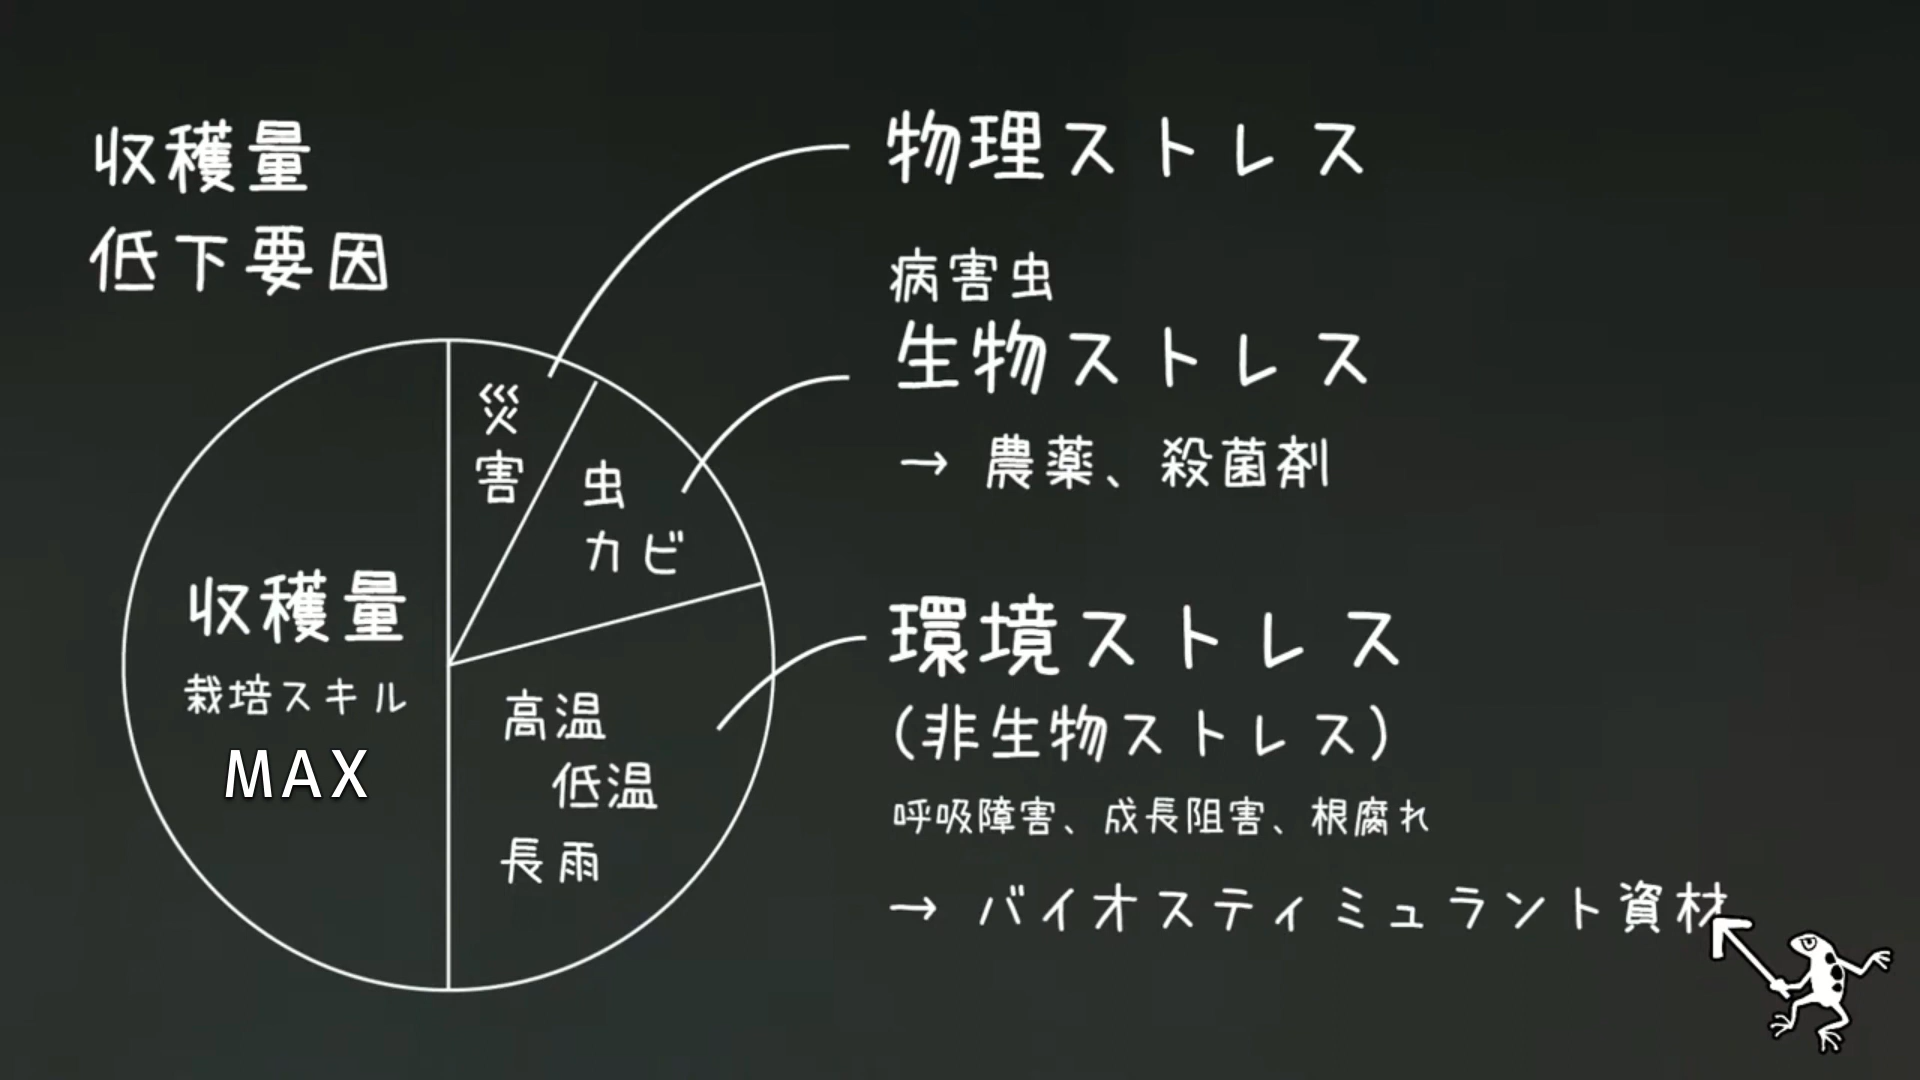 収穫量
低下要因
災害
虫
カビ
収穫量
栽培スキル
MAX
高温
低温
長雨
物理ストレス
病害虫
生物ストレス
→ 農薬、殺菌剤
環境ストレス
(非生物ストレス)
呼吸障害、成長阻害、根腐れ
→ バイオスティミュラント資材